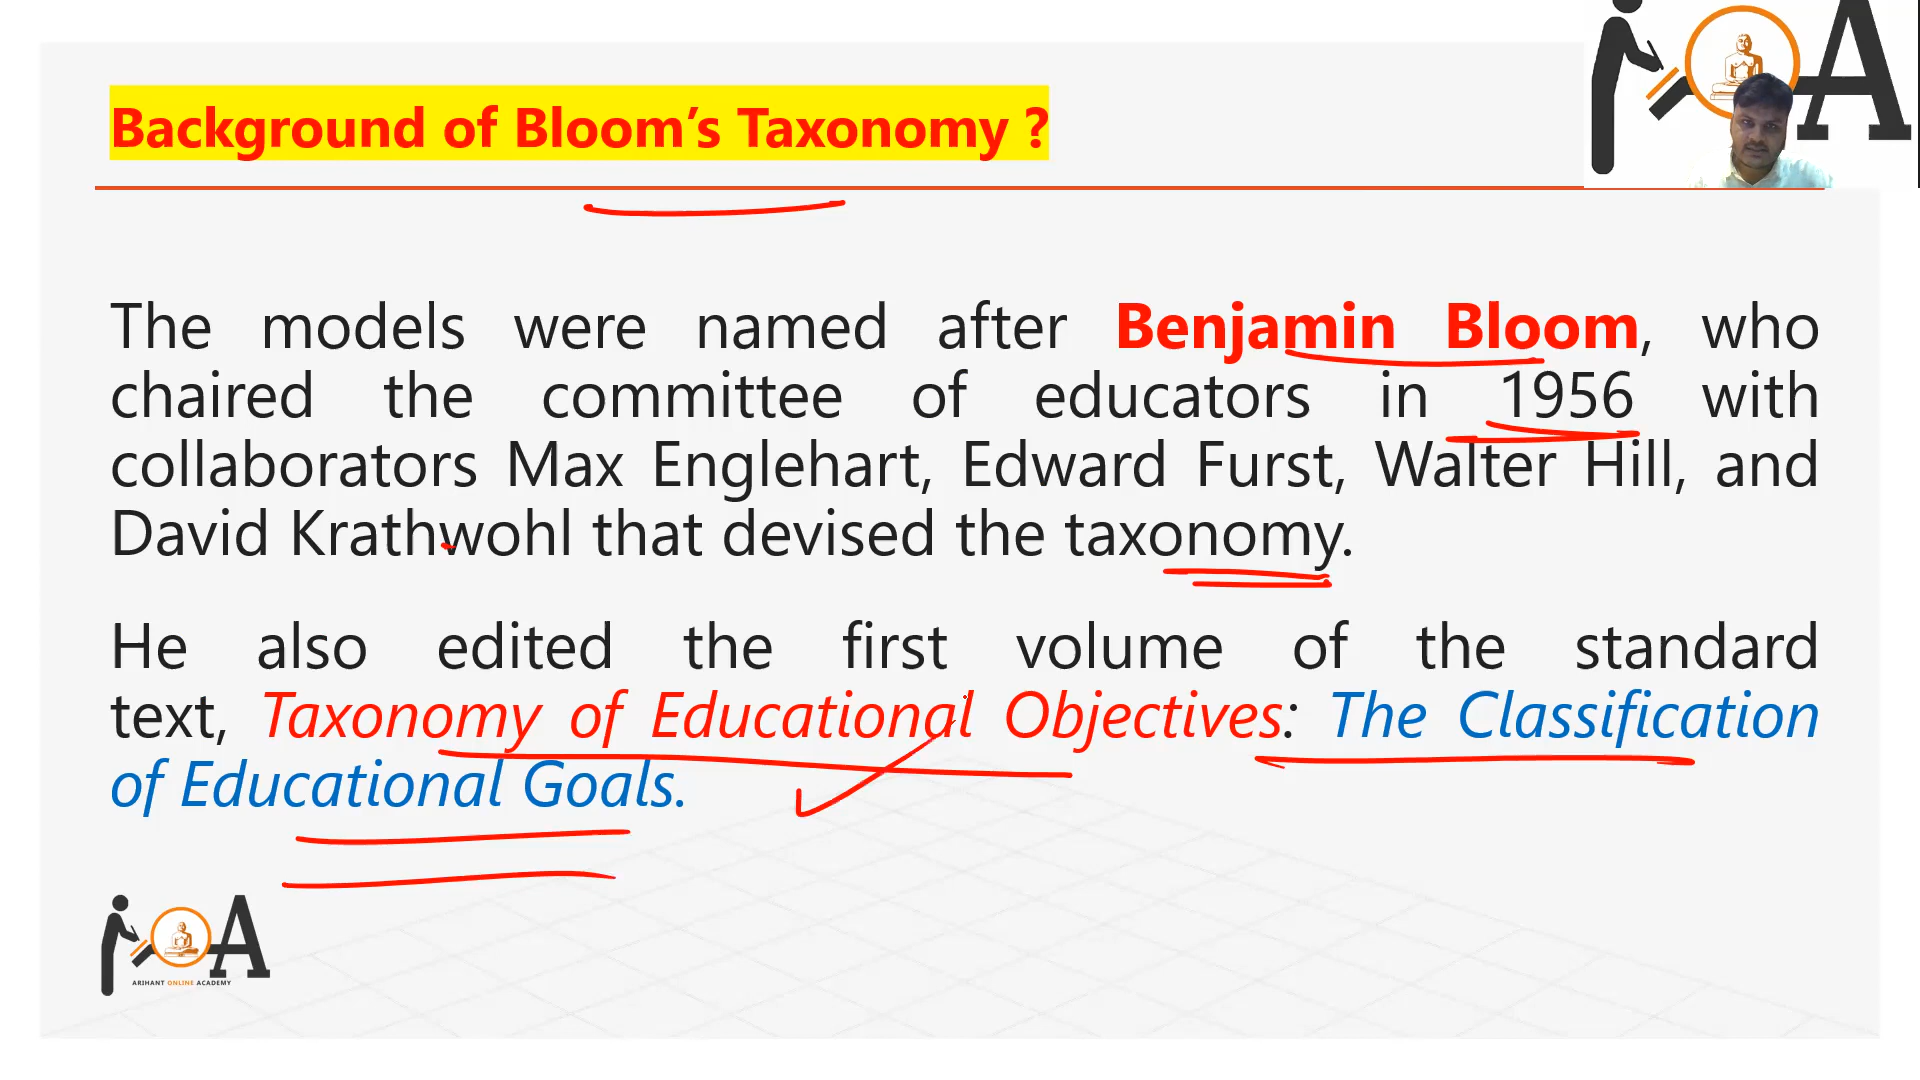 Background of Bloom’s Taxonomy ?
The models were named after Benjamin Bloom, who
chaired the committee of educators in 1956 with
collaborators Max Englehart, Edward Furst, Walter Hill, and
David Krathwohl that devised the taxonomy.
He also edited the first volume of the standard
text, Taxonomy of Educational Objectives: The Classification
of Educational Goals.
A
A
ARIHANT ONLINE ACADEMY